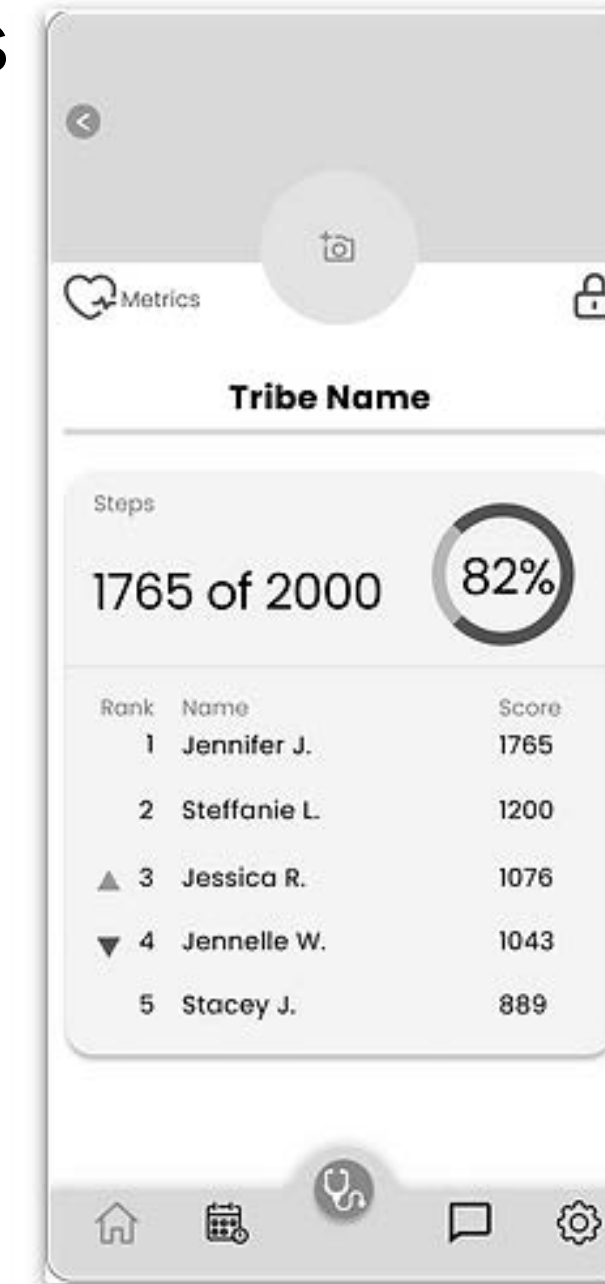 s
Metrics
Tribe Name
Steps
1765 of 2000
82%
Rank Name Score
1 Jennifer J. 1765
2 Steffanie L. 1200
3 Jessica R. 1076
4 Jennelle W. 1043
5 Stacey J. 889